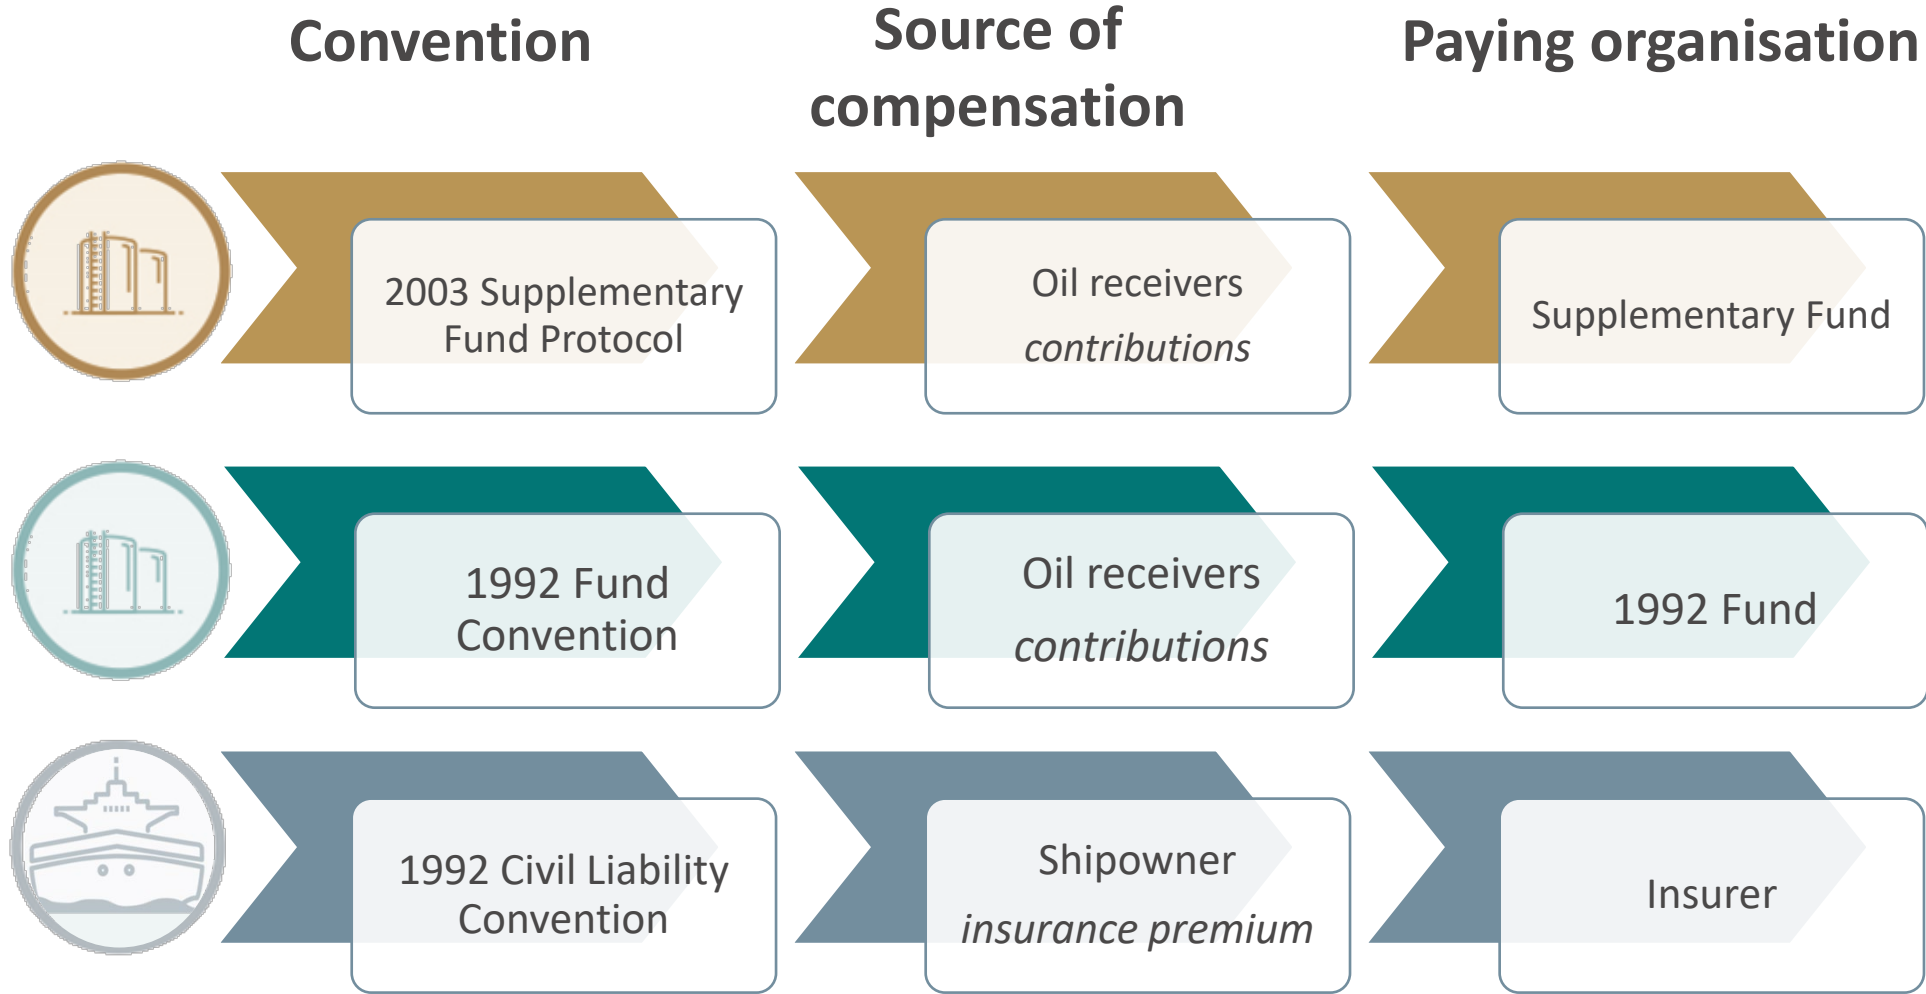 Convention
Source of
compensation
Paying organisation
2003 Supplementary
Fund Protocol
Oil receivers
contributions
Supplementary Fund
1992 Fund
Convention
Oil receivers
contributions
1992 Fund
1992 Civil Liability
Convention
Shipowner
insurance premium
Insurer